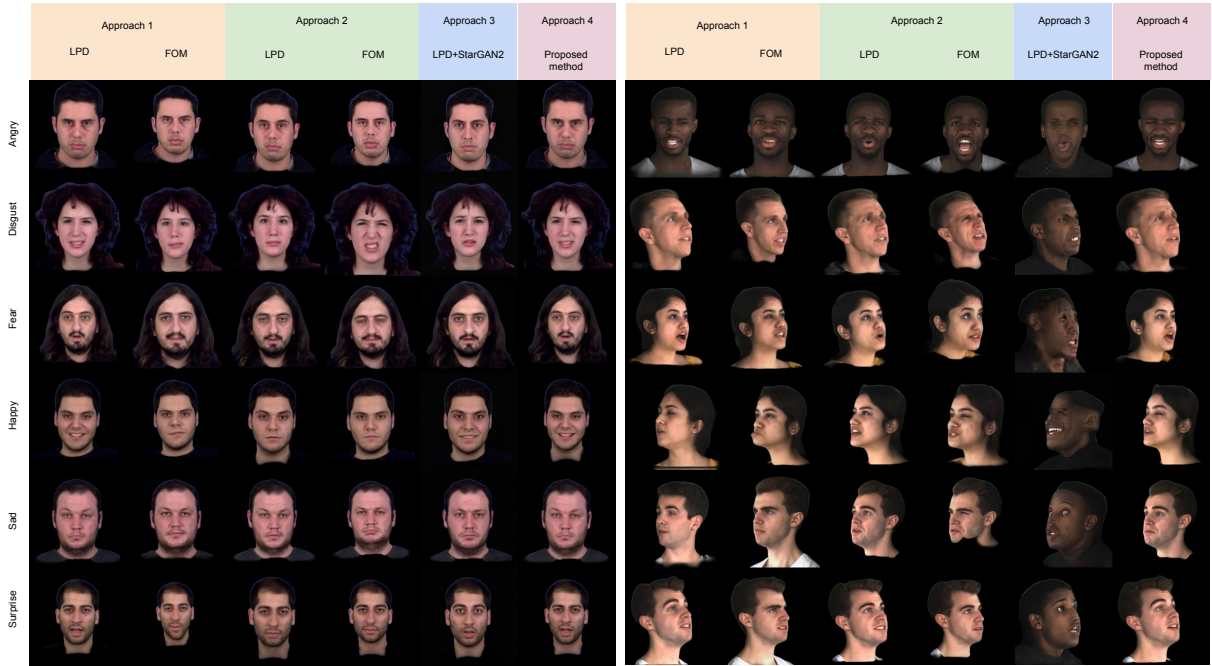 Approach 1
Approach 2
Approach 3
Approach 4
LPD
FOM
LPD
FOM
LPD+StarGAN2
Proposed
method
Approach 1
Approach 2
Approach 3
Approach 4
LPD
FOM
LPD
FOM
LPD+StarGAN2
Proposed
method
Angry
Disgust
Fear
Happy
Sad
Surprise